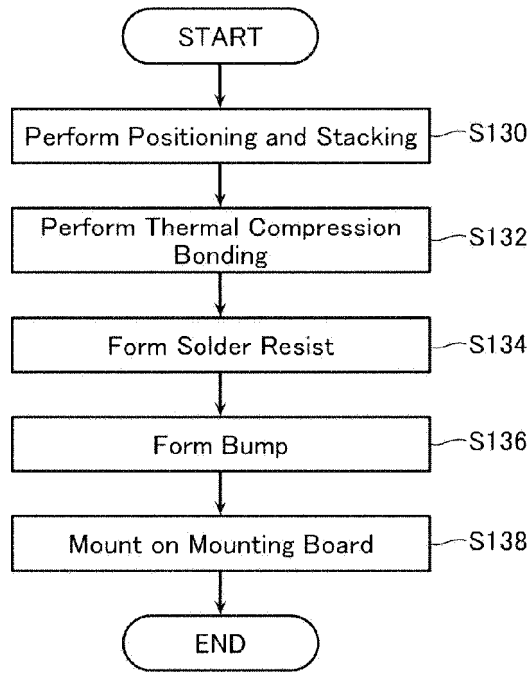 START
Perform Positioning and Stacking
S130
Perform Thermal Compression
Bonding
S132
Form Solder Resist
S134
Form Bump
S136
Mount on Mounting Board
S138
END